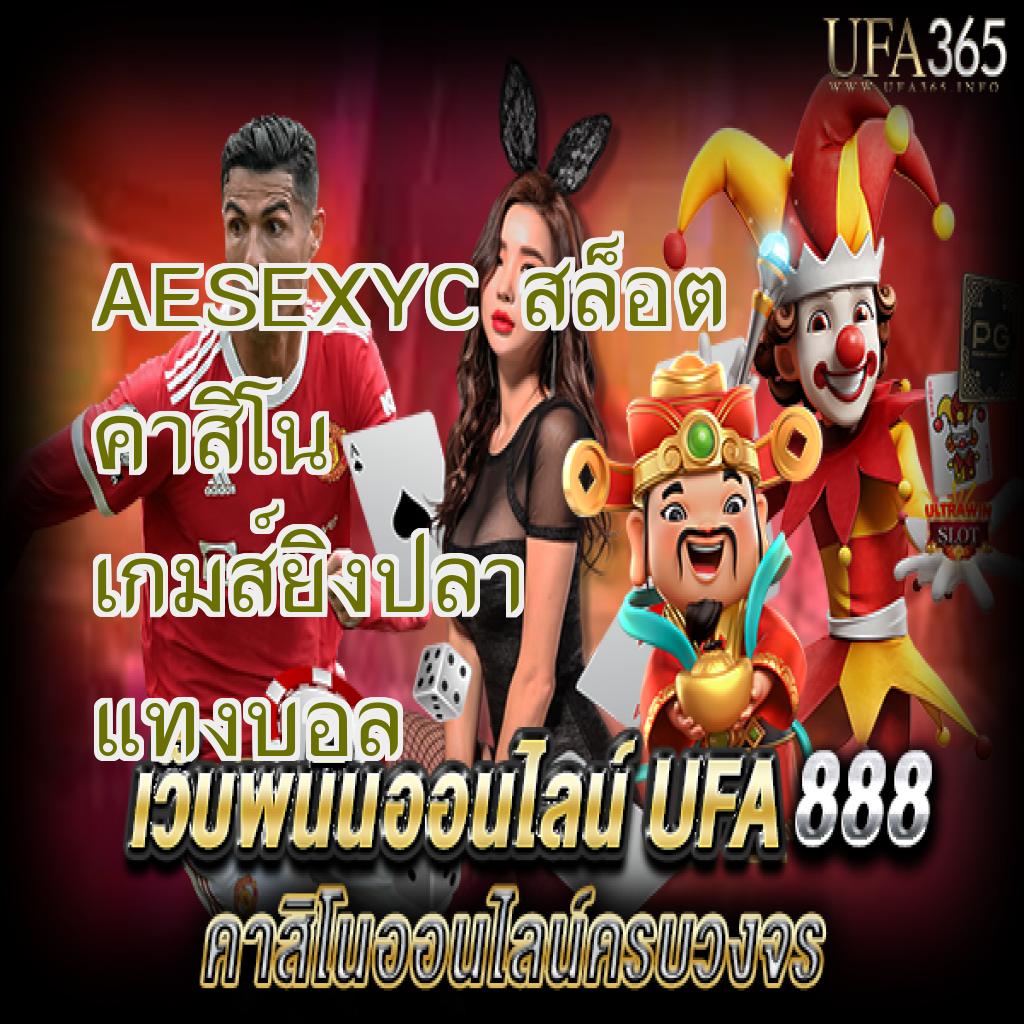 UFA365
WWW.UFA365.INFO
AESEXYC สล็อต
คาสิโน
เกมส์ยิงปลา
แทงบอล
PG
ULTRAWIN
SLOT
A
เว็บพนันออนไลน์ UFA 888
คาสิโนออนไลน์ครบวงจร